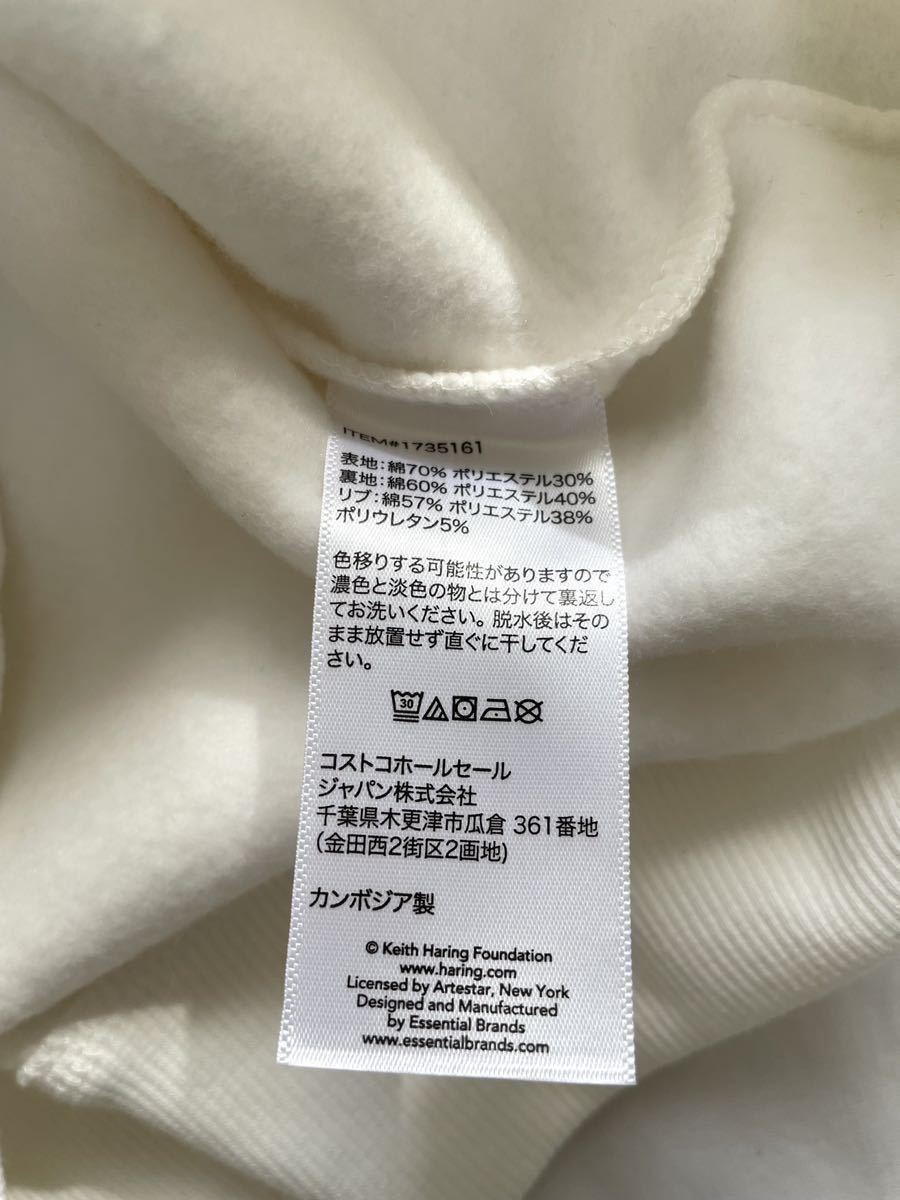 ITEM#1735161
表地：綿70% ポリエステル30%
裏地：綿60% ポリエステル40%
リブ：綿57% ポリエステル38%
ポリウレタン5%
色移りする可能性がありますので
濃色と淡色の物とは分けて裏返し
てお洗いください。脱水後はその
まま放置せず直ぐに干してくだ
さい。
30
コストコホールセール
ジャパン株式会社
千葉県木更津市瓜倉 361番地
(金田西2街区2画地)
カンボジア製
© Keith Haring Foundation
www.haring.com
Licensed by Artestar, New York
Designed and Manufactured
by Essential Brands
www.essentialbrands.com